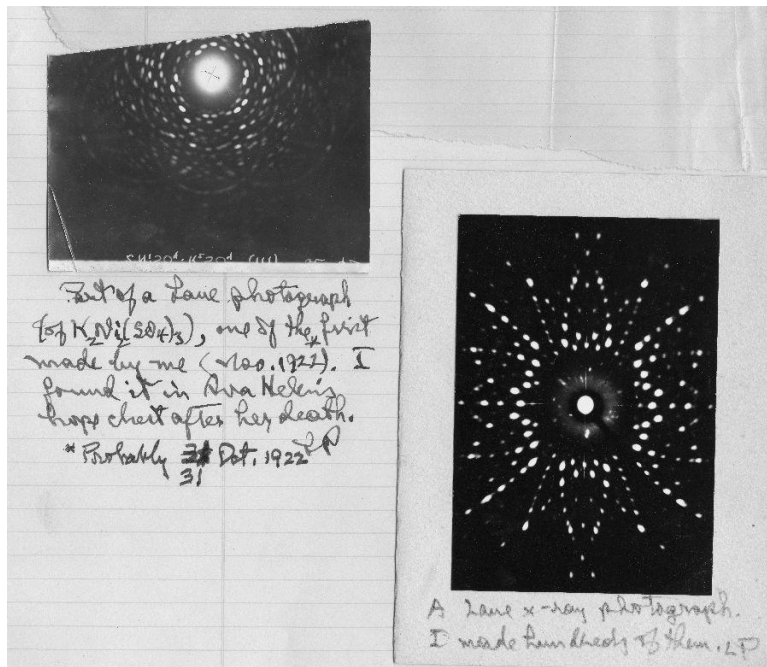 Part of a Laue photograph
(of K₂Ni₂(SO₄)₃), one of the* first
made by me (Nov. 1922). I
found it in Ava Helen's
hope chest after her death.
LP
* Probably 31 Oct. 1922
A Laue x-ray photograph.
I made hundreds of them. LP